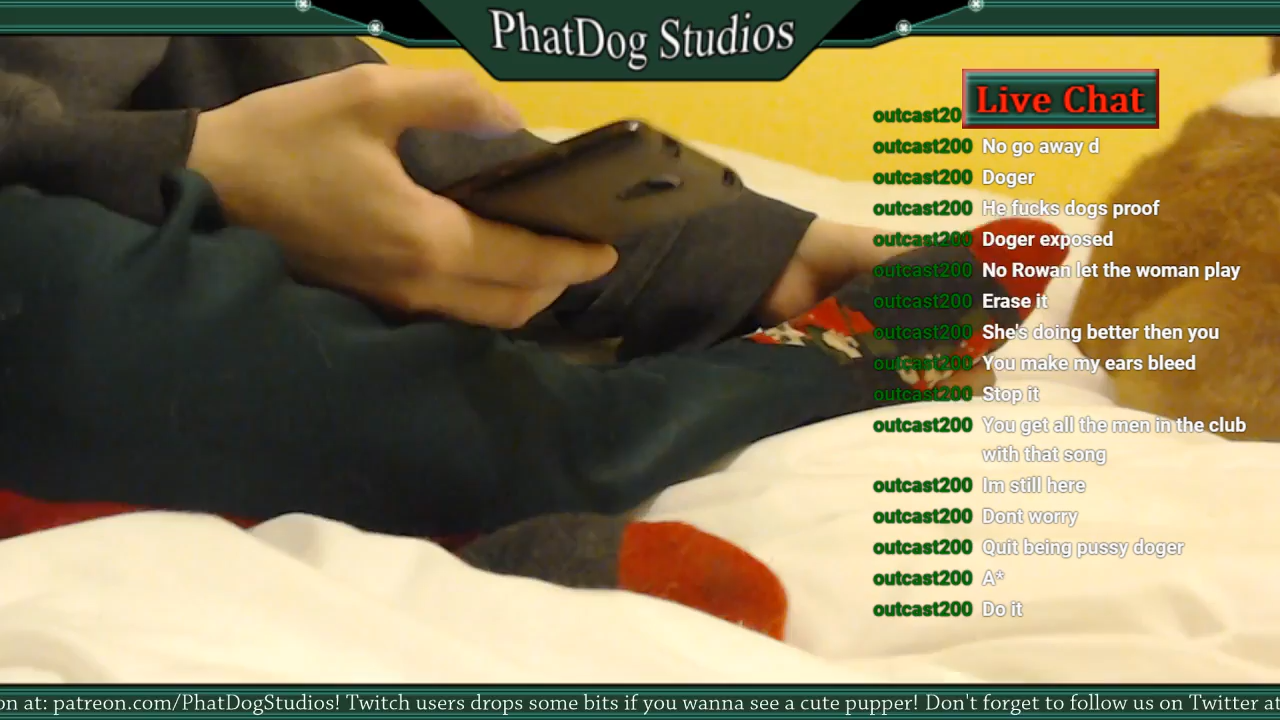 PhatDog Studios
Live Chat
outcast20
outcast200 No go away d
outcast200 Doger
outcast200 He fucks dogs proof
outcast200 Doger exposed
outcast200 No Rowan let the woman play
outcast200 Erase it
outcast200 She's doing better then you
outcast200 You make my ears bleed
outcast200 Stop it
outcast200 You get all the men in the club
with that song
outcast200 Im still here
outcast200 Dont worry
outcast200 Quit being pussy doger
outcast200 A*
outcast200 Do it
on at: patreon.com/PhatDogStudios! Twitch users drops some bits if you wanna see a cute pupper! Don't forget to follow us on Twitter at